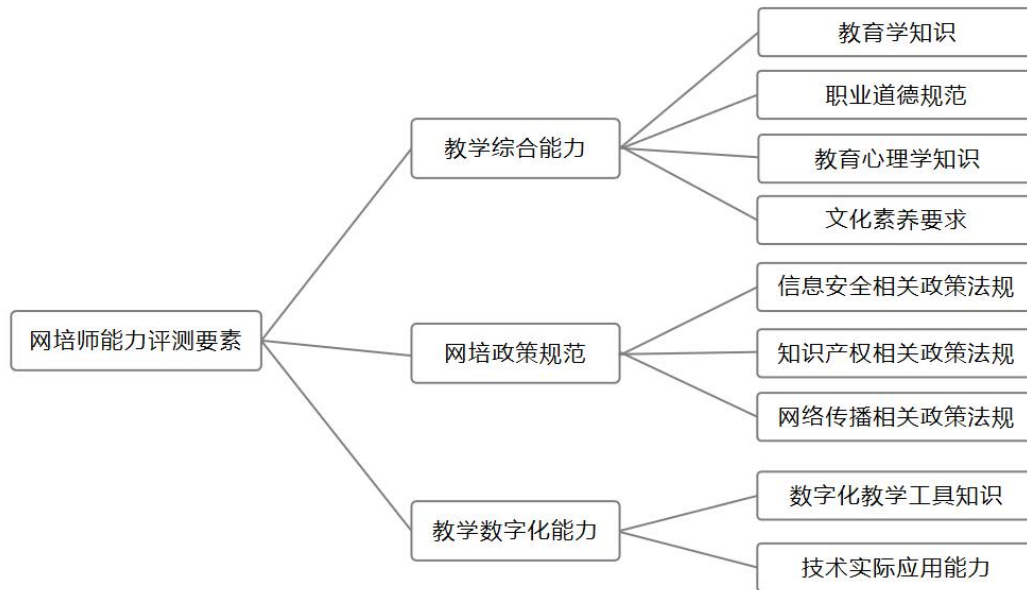 网培师能力评测要素
教学综合能力
教育学知识
职业道德规范
教育心理学知识
文化素养要求
网培政策规范
信息安全相关政策法规
知识产权相关政策法规
网络传播相关政策法规
教学数字化能力
数字化教学工具知识
技术实际应用能力